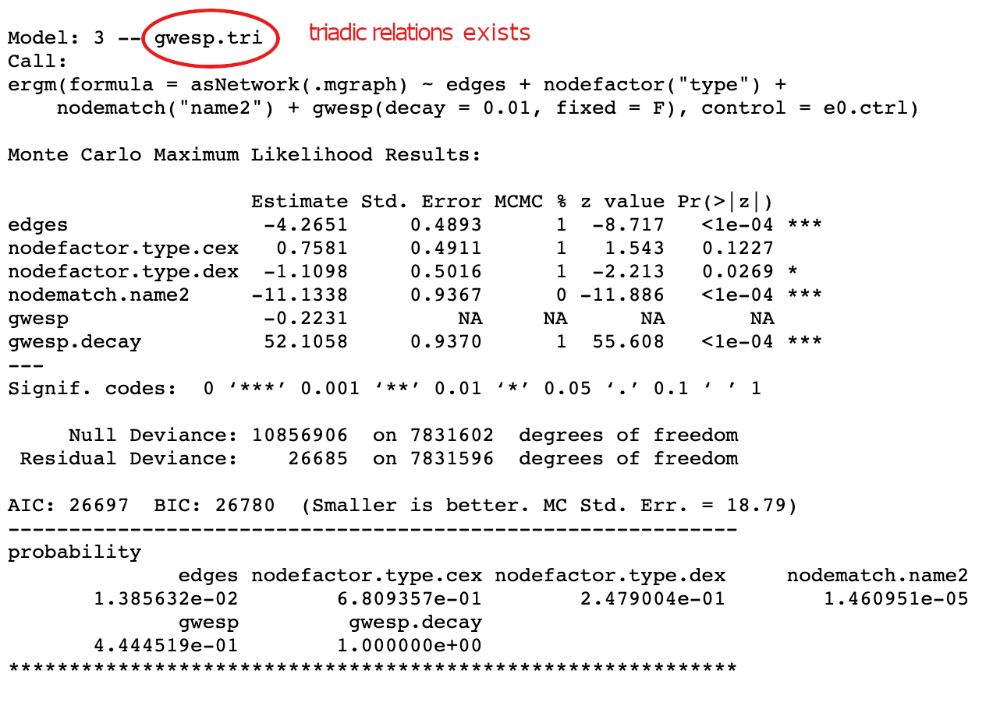 Model: 3 -- gwesp.tri triadic relations exists
Call:
ergm(formula = asNetwork(.mgraph) ~ edges + nodefactor("type") +
    nodematch("name2") + gwesp(decay = 0.01, fixed = F), control = e0.ctrl)
Monte Carlo Maximum Likelihood Results:
                    Estimate Std. Error MCMC % z value Pr(>|z|)
edges                -4.2651     0.4893      1  -8.717   <1e-04 ***
nodefactor.type.cex   0.7581     0.4911      1   1.543   0.1227
nodefactor.type.dex  -1.1098     0.5016      1  -2.213   0.0269 *
nodematch.name2     -11.1338     0.9367      0 -11.886   <1e-04 ***
gwesp                -0.2231         NA     NA      NA       NA
gwesp.decay          52.1058     0.9370      1  55.608   <1e-04 ***
---
Signif. codes:  0 ‘***’ 0.001 ‘**’ 0.01 ‘*’ 0.05 ‘.’ 0.1 ‘ ’ 1
     Null Deviance: 10856906  on 7831602  degrees of freedom
 Residual Deviance:    26685  on 7831596  degrees of freedom
AIC: 26697  BIC: 26780  (Smaller is better. MC Std. Err. = 18.79)
------------------------------------------------------------
probability
              edges nodefactor.type.cex nodefactor.type.dex     nodematch.name2
       1.385632e-02        6.809357e-01        2.479004e-01        1.460951e-05
              gwesp         gwesp.decay
       4.444519e-01        1.000000e+00
************************************************************